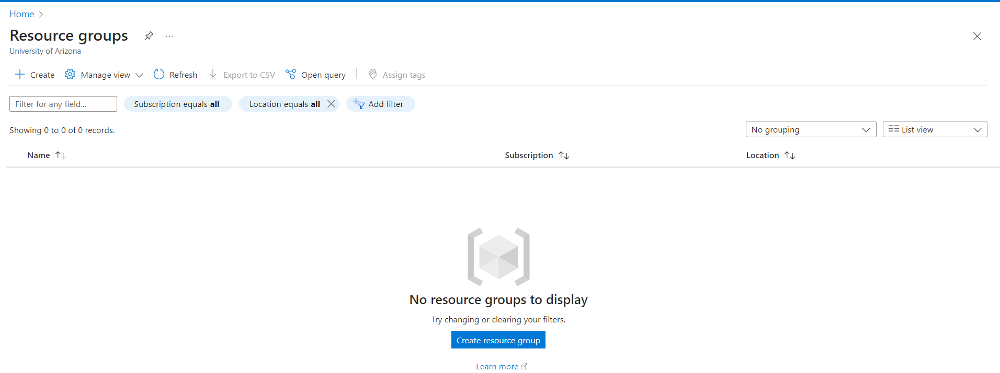 Home
Resource groups ...
University of Arizona
Create Manage view Refresh Export to CSV Open query Assign tags
Filter for any field... Subscription equals all Location equals all Add filter
Showing 0 to 0 of 0 records. No grouping List view
Name Subscription Location
No resource groups to display
Try changing or clearing your filters.
Create resource group
Learn more